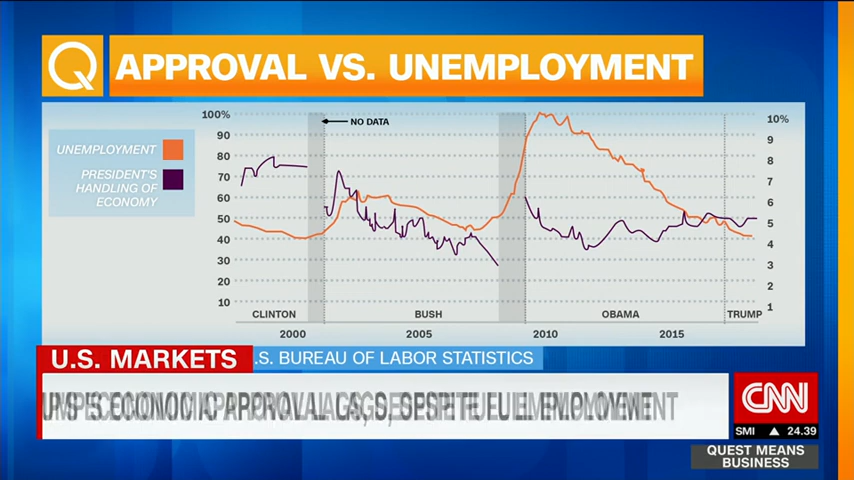 Q APPROVAL VS. UNEMPLOYMENT
100% NO DATA 10%
UNEMPLOYMENT
PRESIDENT'S
HANDLING OF
ECONOMY
90 9
80 8
70 7
60 6
50 5
40 4
30 3
20 2
10 1
CLINTON BUSH OBAMA TRUMP
2000 2005 2010 2015
U.S. MARKETS .S. BUREAU OF LABOR STATISTICS
ECONOMIC APPROVAL
CNN
SMI ▲ 24.39
QUEST MEANS
BUSINESS